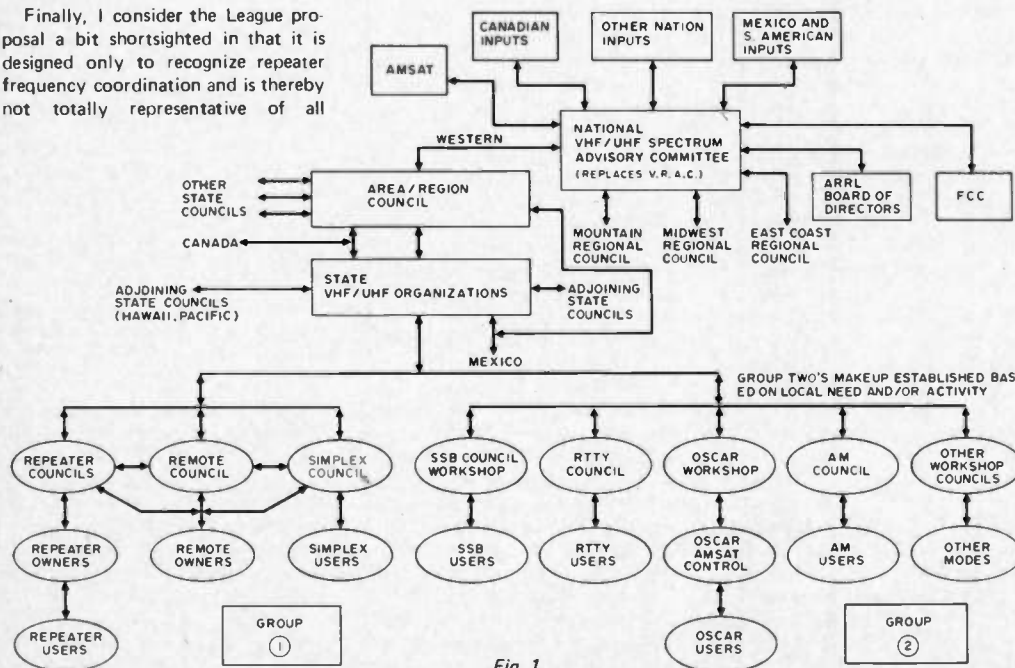 Finally, I consider the League pro-
posal a bit shortsighted in that it is
designed only to recognize repeater
frequency coordination and is thereby
not totally representative of all
CANADIAN
INPUTS
OTHER NATION
INPUTS
MEXICO AND
S. AMERICAN
INPUTS
AMSAT
WESTERN
NATIONAL
VHF/UHF SPECTRUM
ADVISORY COMMITTEE
(REPLACES V.R.A.C.)
OTHER
STATE
COUNCILS
AREA/REGION
COUNCIL
ARRL
BOARD OF
DIRECTORS
FCC
CANADA
MOUNTAIN
REGIONAL
COUNCIL
MIDWEST
REGIONAL
COUNCIL
EAST COAST
REGIONAL
COUNCIL
ADJOINING
STATE COUNCILS
(HAWAII, PACIFIC)
STATE
VHF/UHF ORGANIZATIONS
ADJOINING
STATE
COUNCILS
MEXICO
GROUP TWO'S MAKEUP ESTABLISHED BAS-
ED ON LOCAL NEED AND/OR ACTIVITY
REPEATER
COUNCILS
REMOTE
COUNCIL
SIMPLEX
COUNCIL
SSB COUNCIL
WORKSHOP
RTTY
COUNCIL
OSCAR
WORKSHOP
AM
COUNCIL
OTHER
WORKSHOP
COUNCILS
REPEATER
OWNERS
REMOTE
OWNERS
SIMPLEX
USERS
SSB
USERS
RTTY
USERS
OSCAR
AMSAT
CONTROL
AM
USERS
OTHER
MODES
REPEATER
USERS
GROUP
1
OSCAR
USERS
GROUP
2
Fig. 1